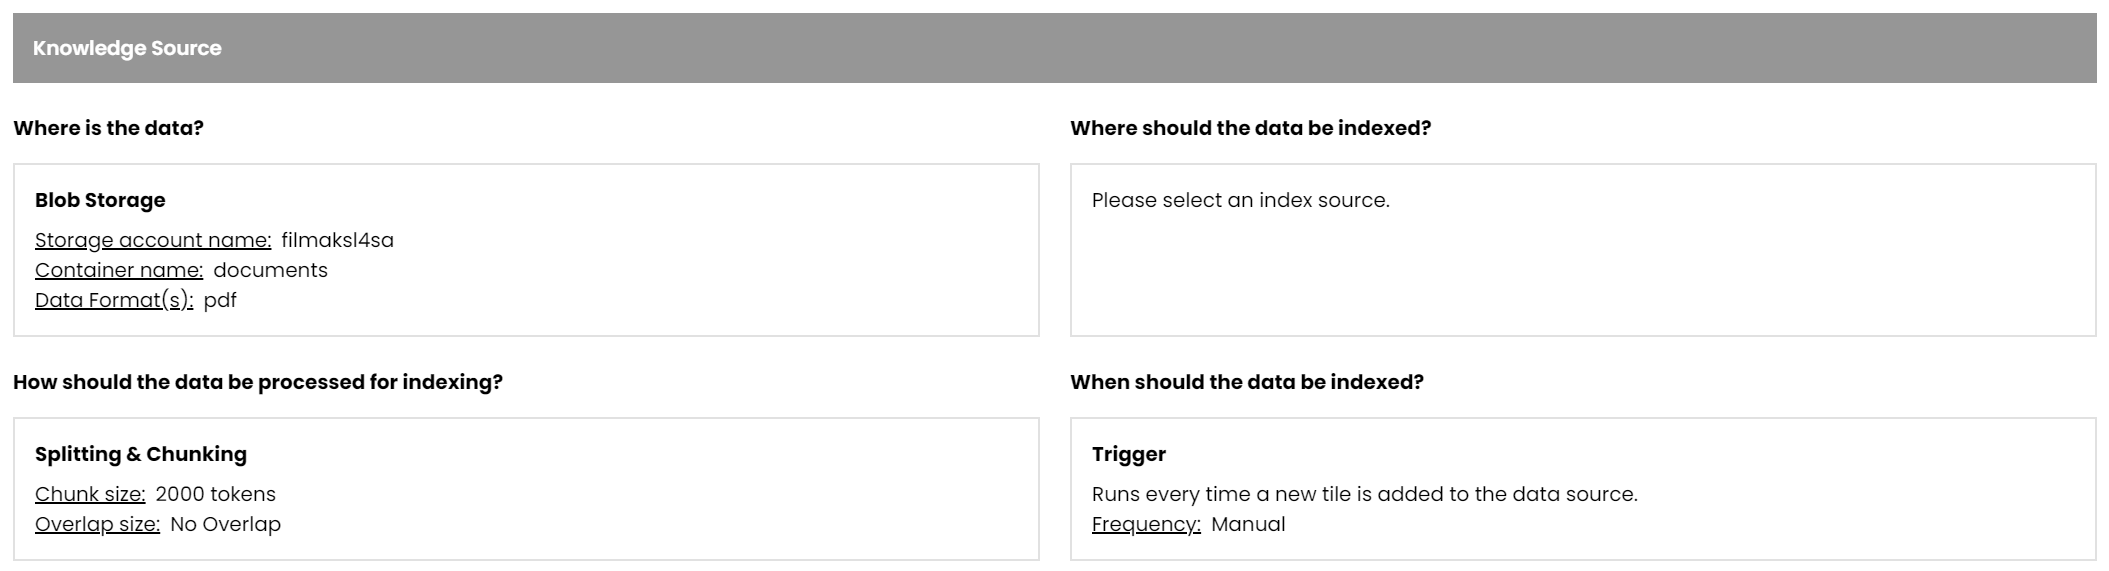 Knowledge Source
Where is the data?
Blob Storage
Storage account name: filmaksl4sa
Container name: documents
Data Format(s): pdf
Where should the data be indexed?
Please select an index source.
How should the data be processed for indexing?
Splitting & Chunking
Chunk size: 2000 tokens
Overlap size: No Overlap
When should the data be indexed?
Trigger
Runs every time a new tile is added to the data source.
Frequency: Manual